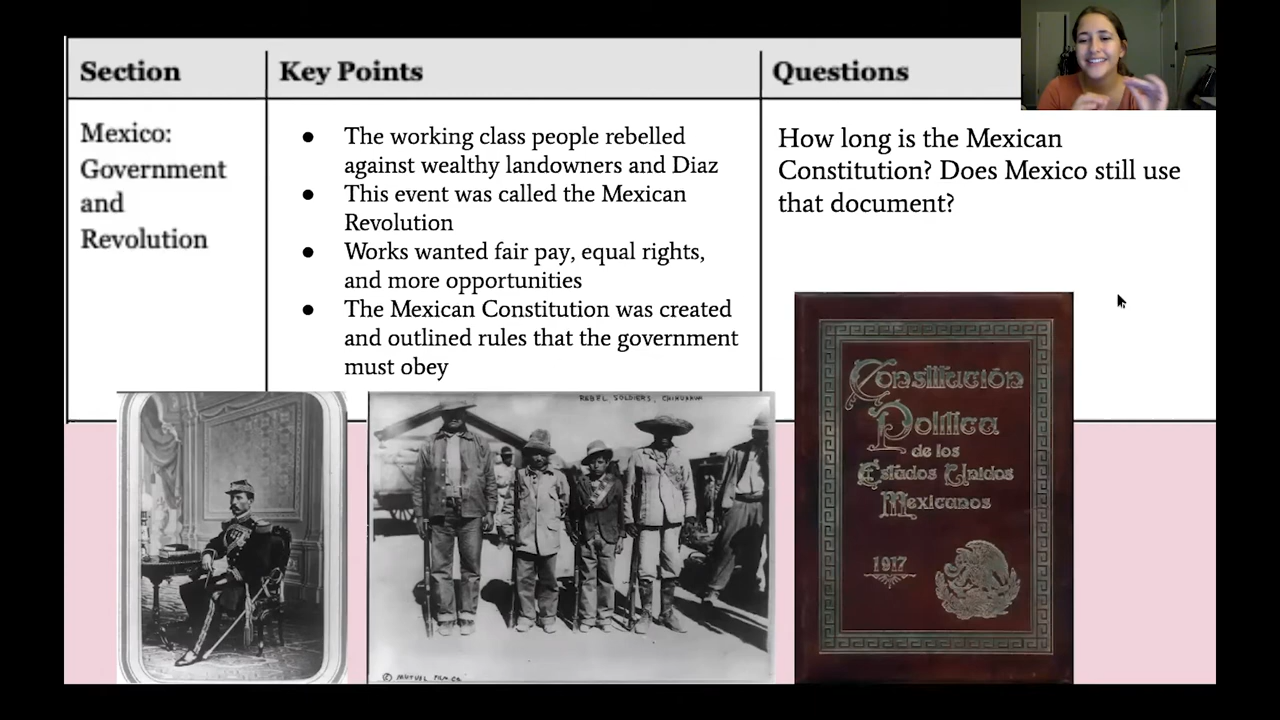 Section
Key Points
Questions
Mexico:
Government
and
Revolution
● The working class people rebelled
against wealthy landowners and Diaz
● This event was called the Mexican
Revolution
● Works wanted fair pay, equal rights,
and more opportunities
● The Mexican Constitution was created
and outlined rules that the government
must obey
How long is the Mexican
Constitution? Does Mexico still use
that document?
REBEL SOLDIERS, CHIHUAHUA
© MUTUAL FILM CO.
Constitución
Política
de los
Estados Unidos
Mexicanos
1917